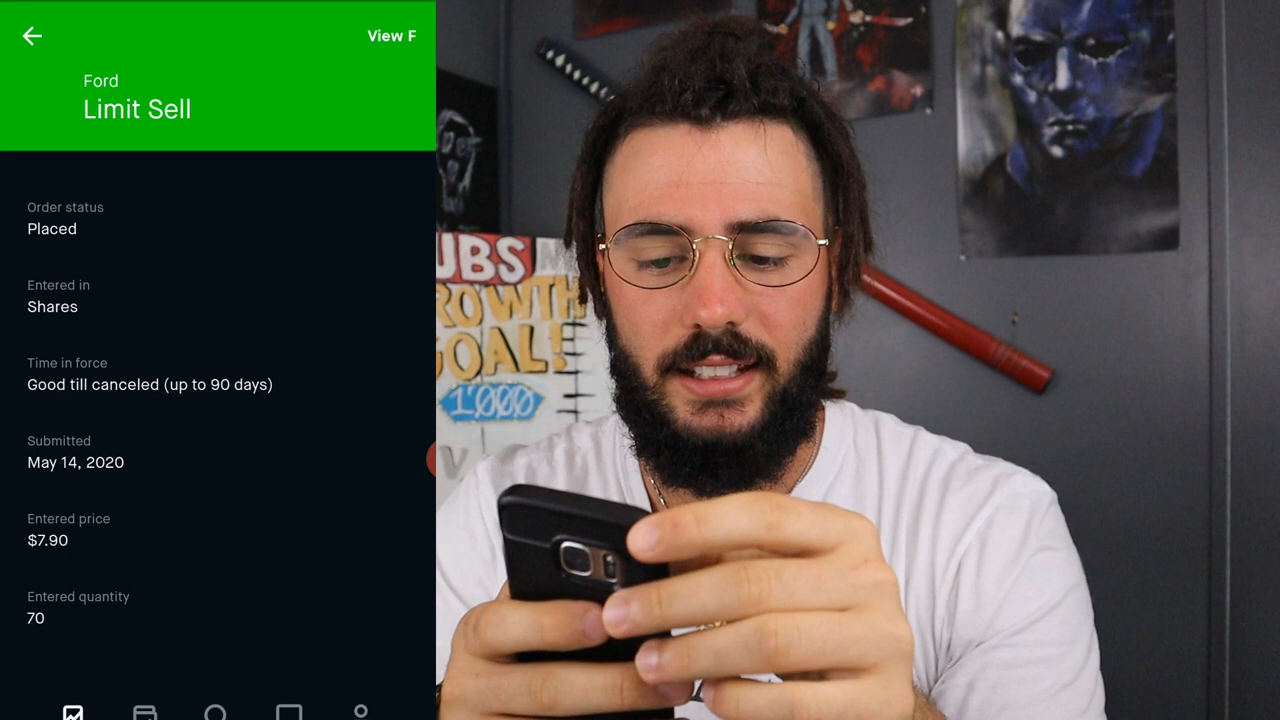 View F
Ford
Limit Sell
Order status
Placed
Entered in
Shares
Time in force
Good till canceled (up to 90 days)
Submitted
May 14, 2020
Entered price
$7.90
Entered quantity
70
UBS
ROWTH
GOAL!
1'000